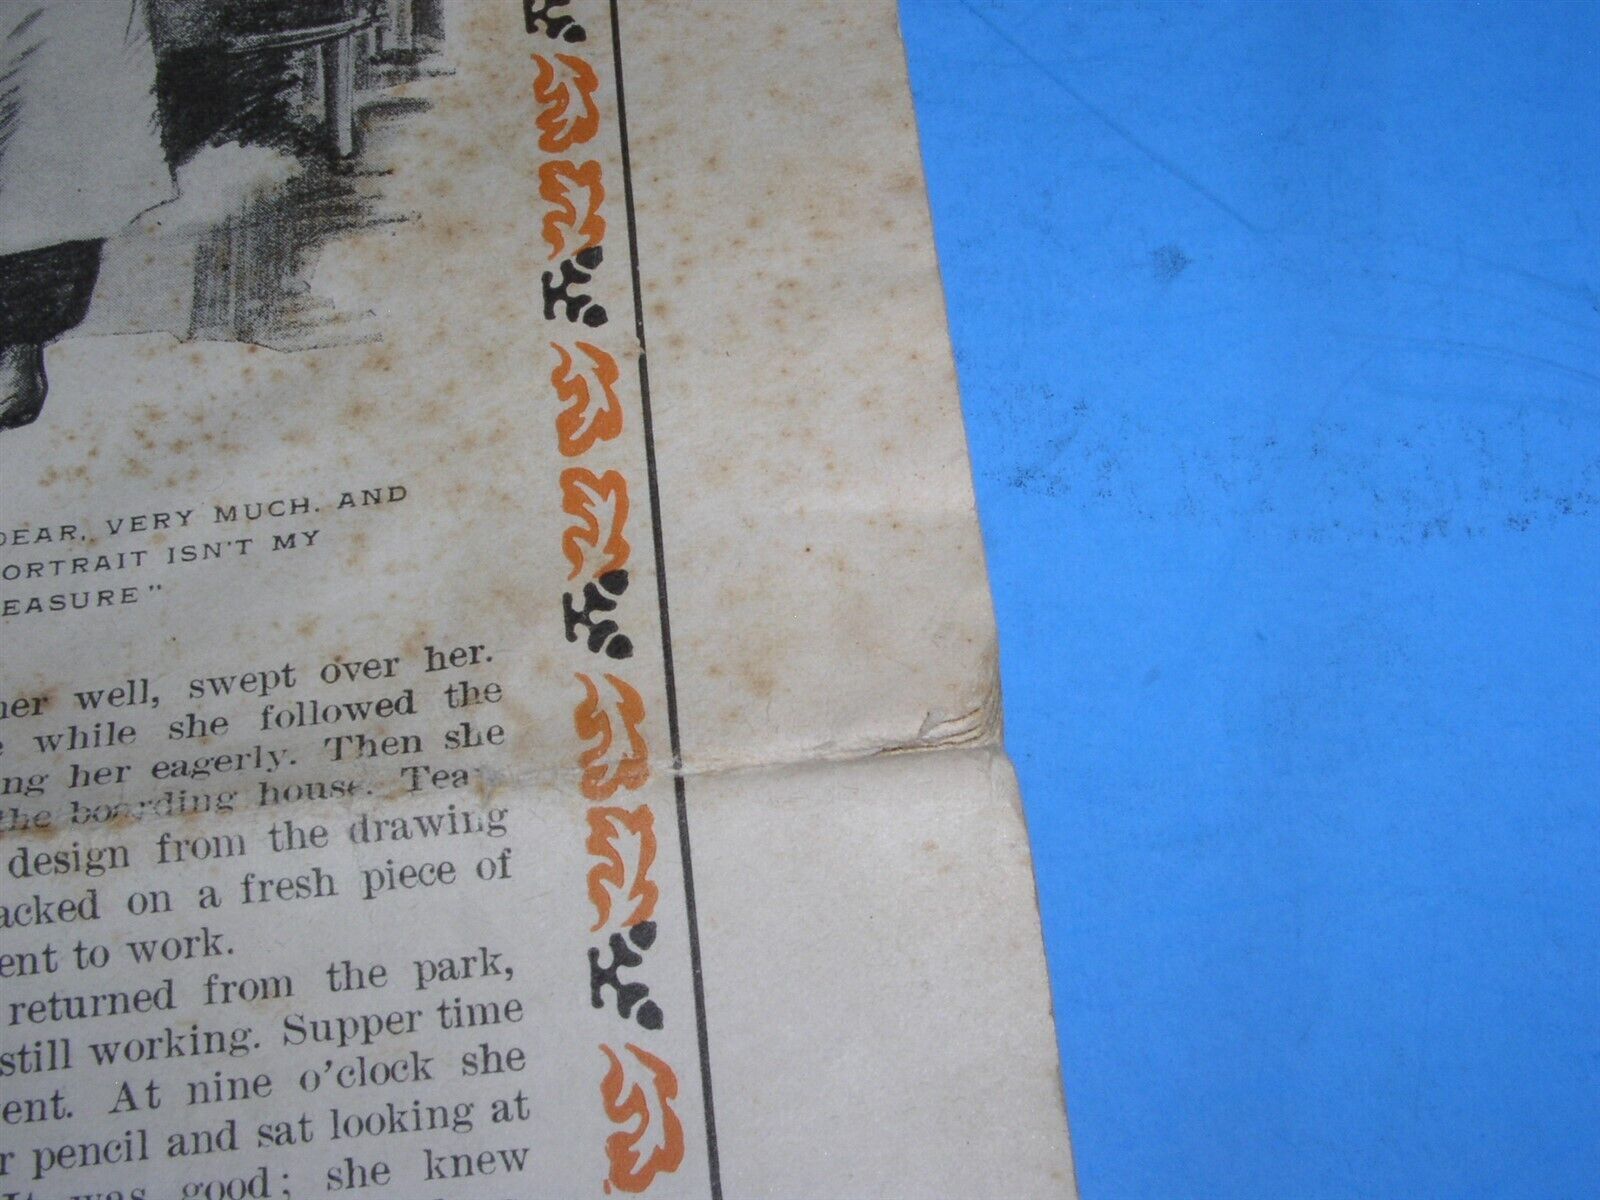 DEAR, VERY MUCH, AND
ORTRAIT ISN'T MY
EASURE"
her well, swept over her.
while she followed the
ing her eagerly. Then she
the boarding house. Tea
design from the drawing
acked on a fresh piece of
ent to work.
returned from the park,
still working. Supper time
ent. At nine o'clock she
r pencil and sat looking at
It was good; she knew